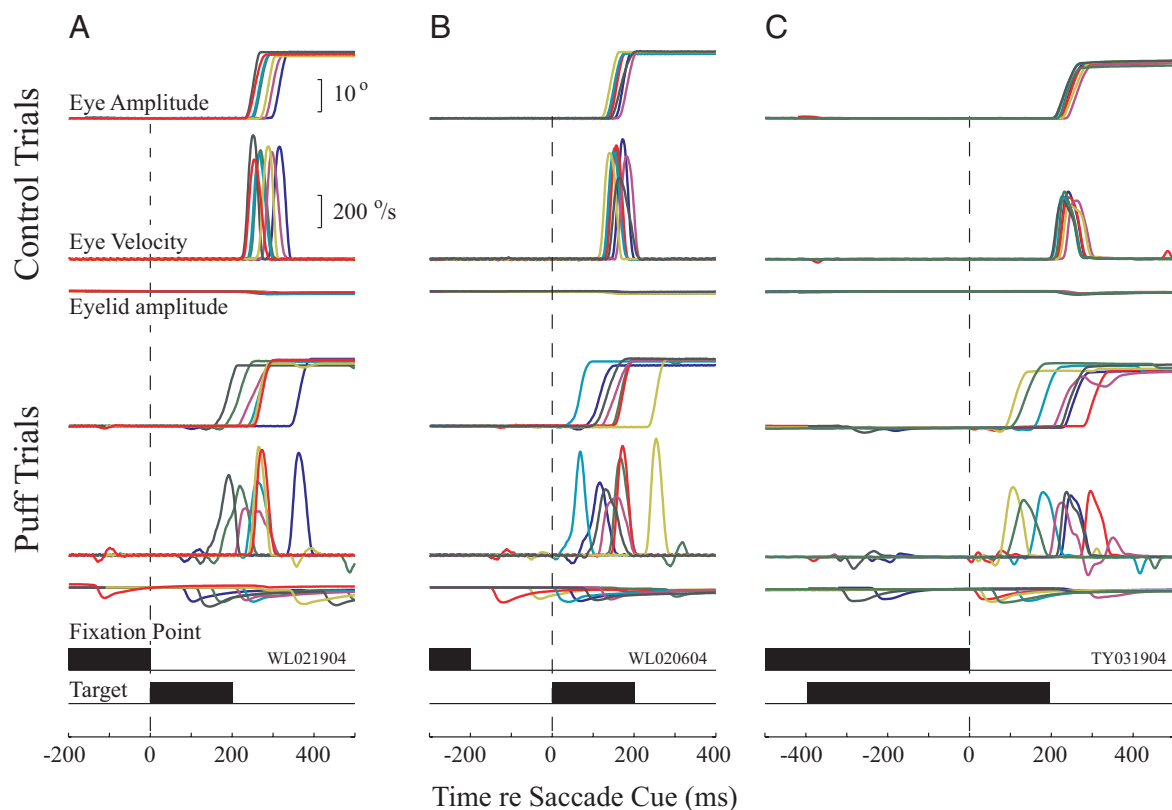 A B C
Control Trials
Eye Amplitude
10 °
200 °/s
Eye Velocity
Eyelid amplitude
Puff Trials
Fixation Point
WL021904 WL020604 TY031904
Target
-200 0 200 400 -200 0 200 400 -400 -200 0 200 400
Time re Saccade Cue (ms)